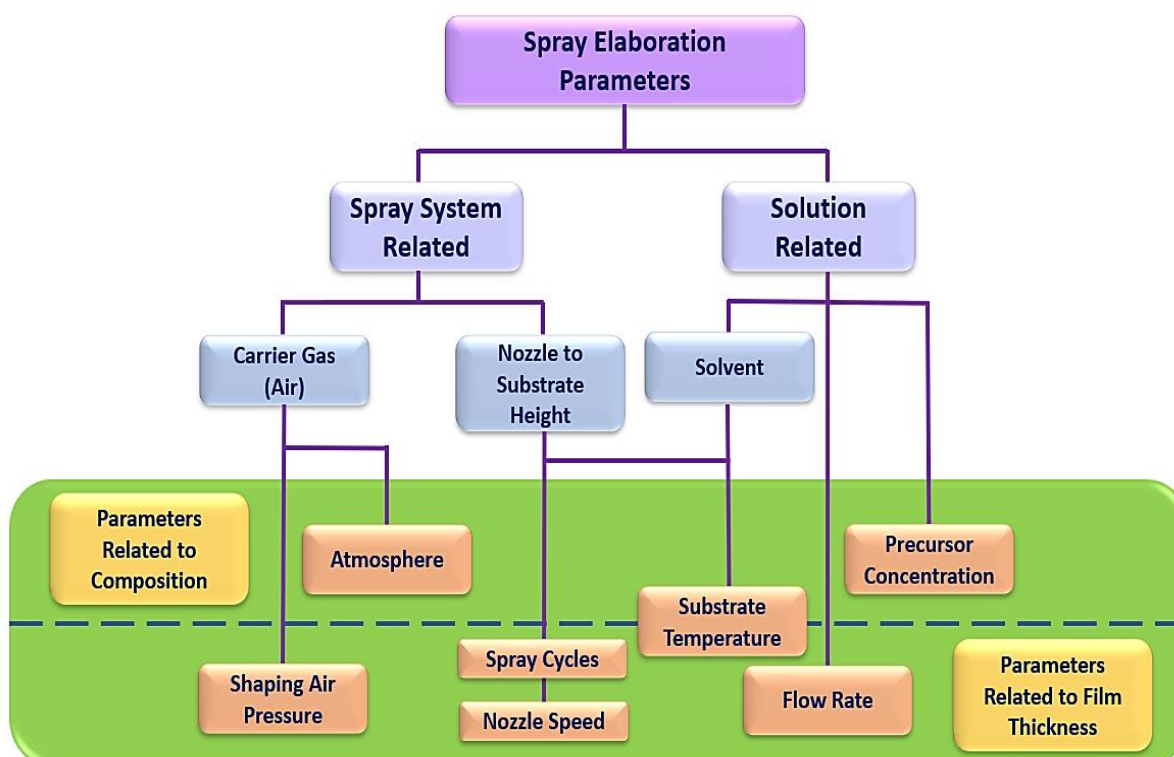 Spray Elaboration
Parameters
Spray System
Related
Solution
Related
Carrier Gas
(Air)
Nozzle to
Substrate
Height
Solvent
Parameters
Related to
Composition
Atmosphere
Precursor
Concentration
Substrate
Temperature
Spray Cycles
Shaping Air
Pressure
Nozzle Speed
Flow Rate
Parameters
Related to Film
Thickness